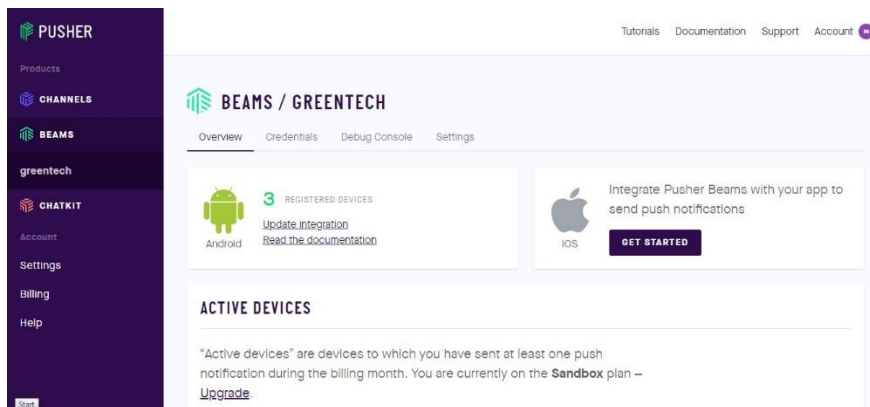 PUSHER
Tutorials Documentation Support Account
Products
CHANNELS
BEAMS
greentech
CHATKIT
Account
Settings
Billing
Help
Start
BEAMS / GREENTECH
Overview Credentials Debug Console Settings
3 REGISTERED DEVICES
Update integration
Read the documentation
Android
Integrate Pusher Beams with your app to
send push notifications
GET STARTED
iOS
ACTIVE DEVICES
“Active devices” are devices to which you have sent at least one push
notification during the billing month. You are currently on the Sandbox plan –
Upgrade.